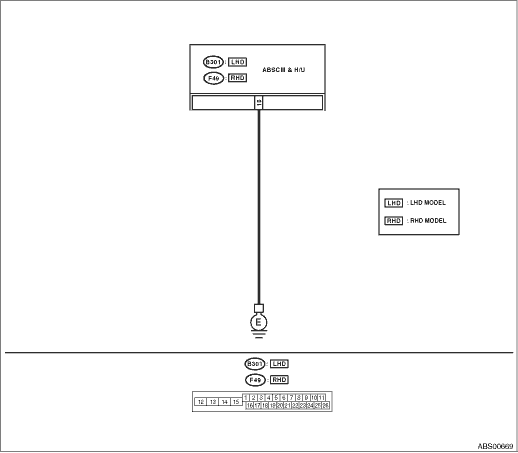 B301 : LHD
F49 : RHD
ABSCM & H/U
LHD : LHD MODEL
RHD : RHD MODEL
E
B301 : LHD
F49 : RHD
1 2 3 4 5 6 7 8 9 10 11
12 13 14 15
16 17 18 19 20 21 22 23 24 25 26
ABS00669